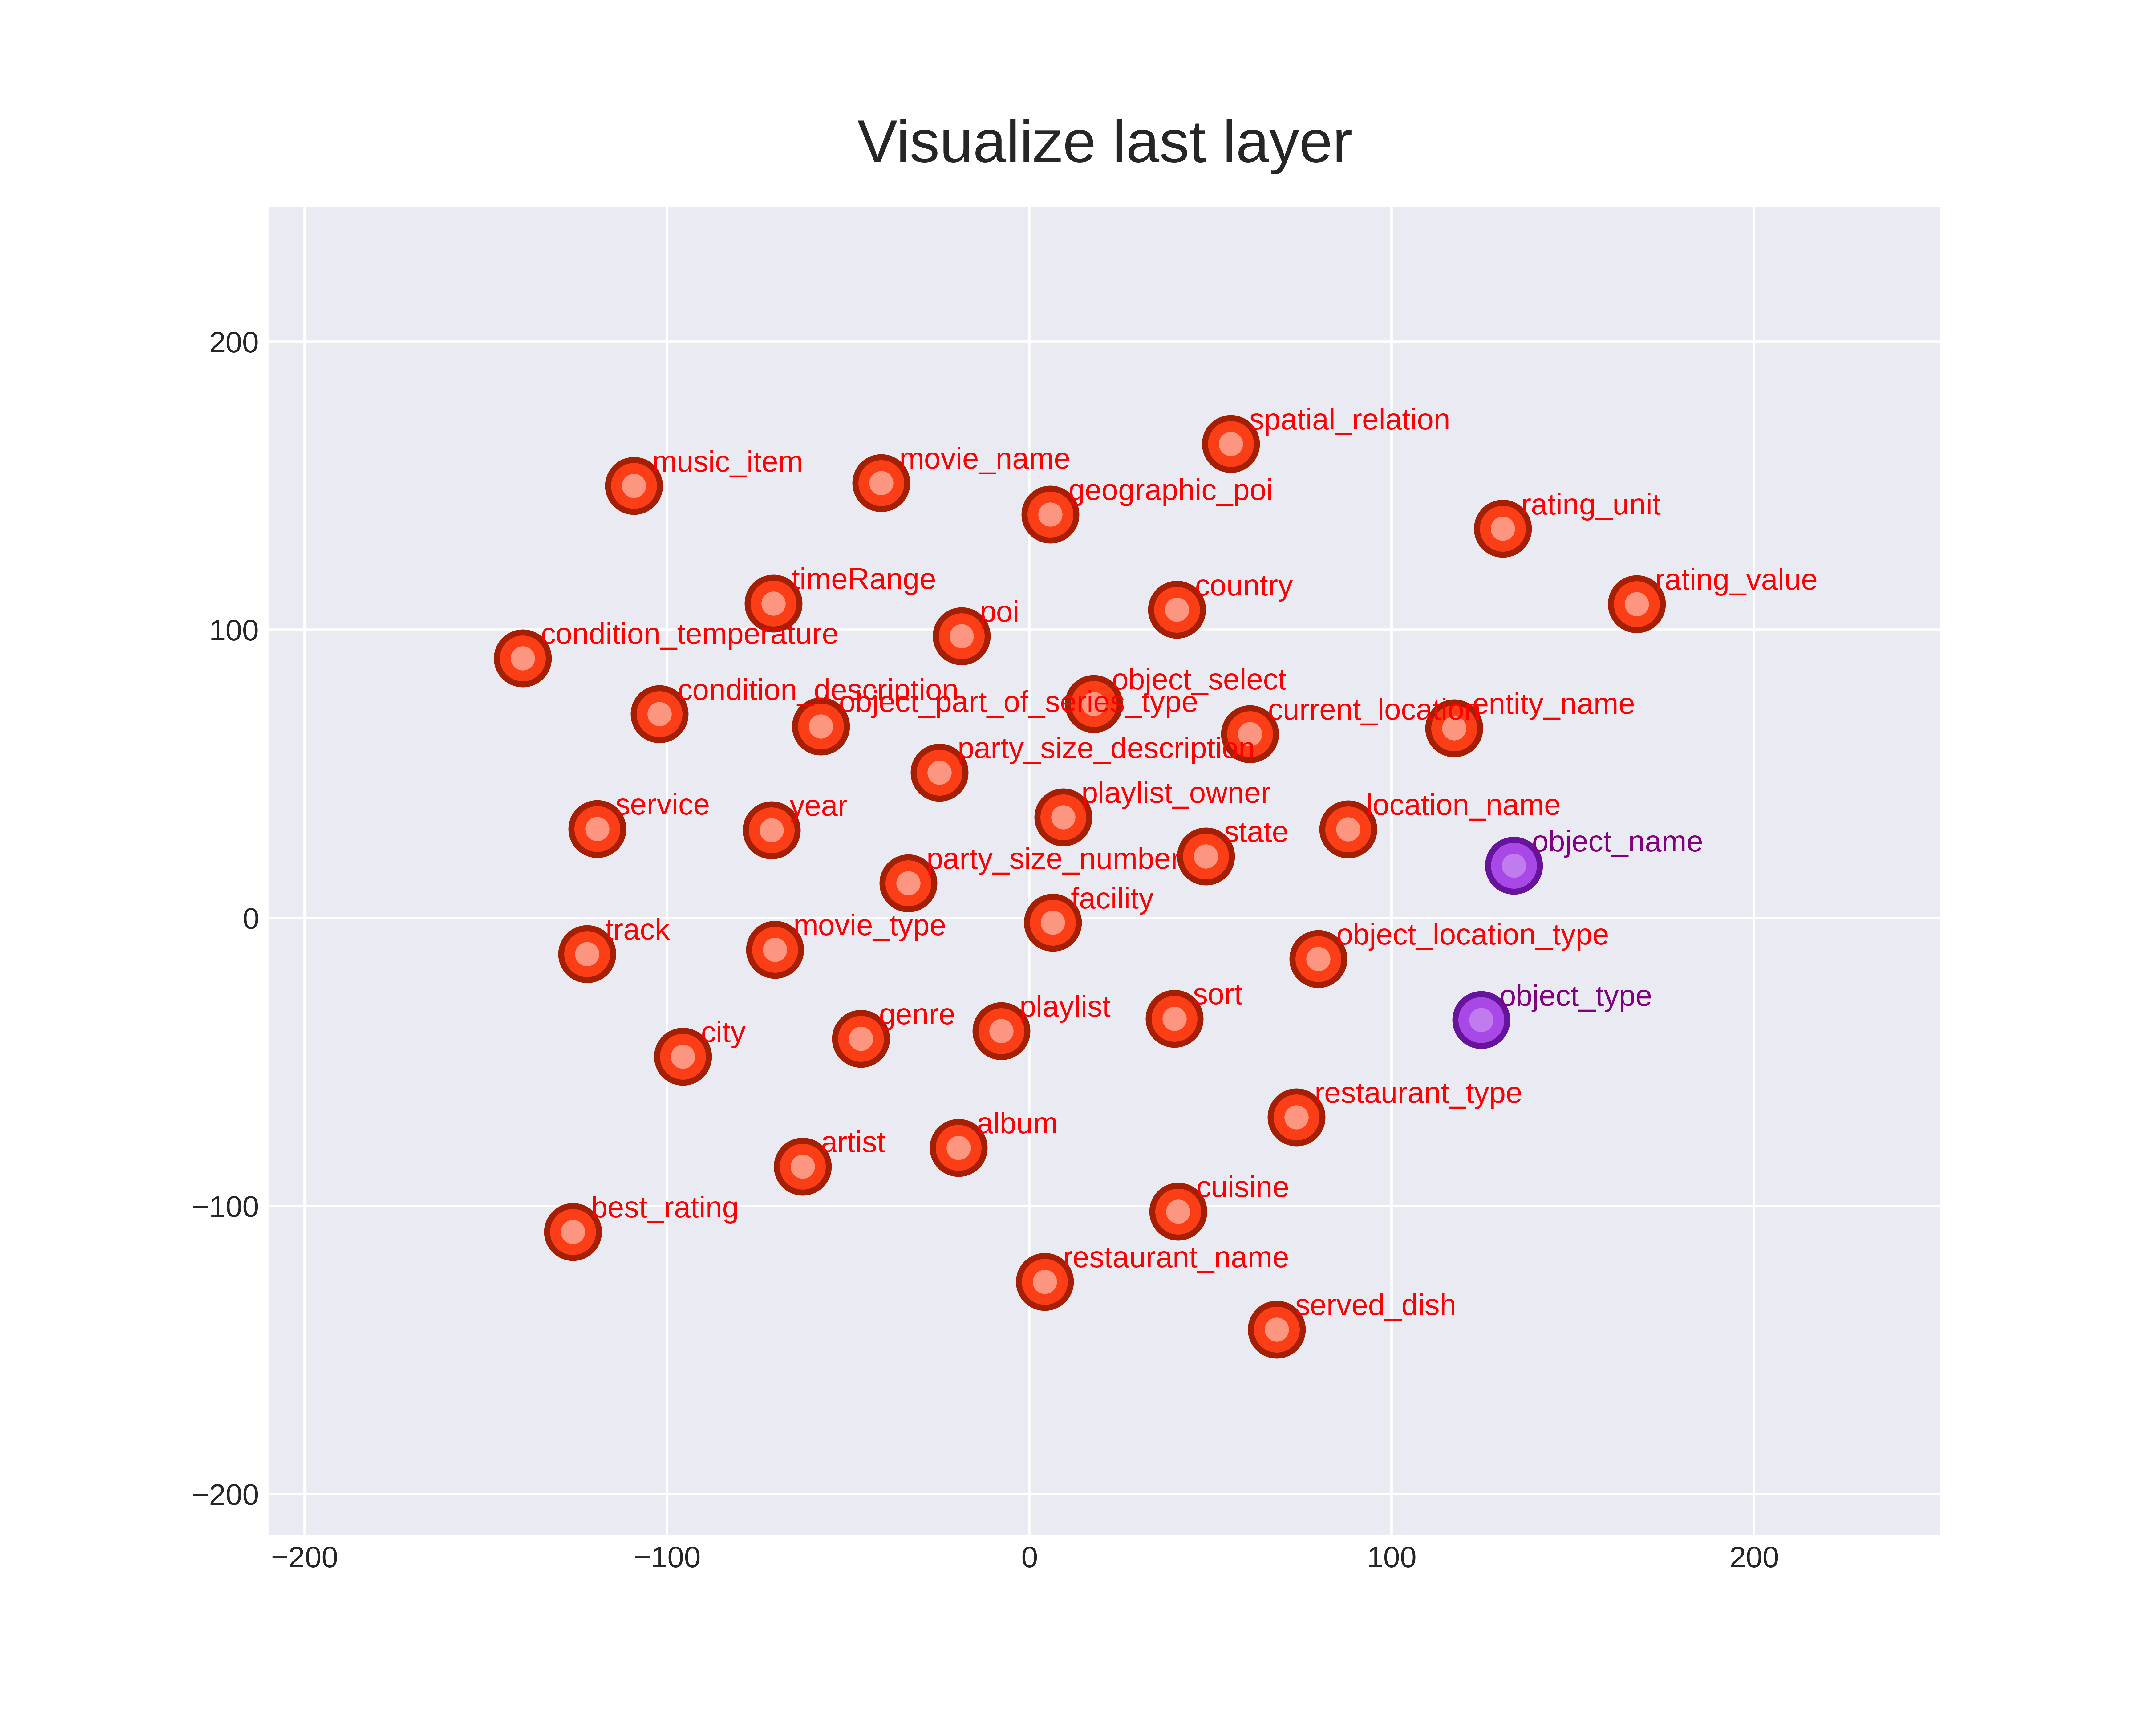 Visualize last layer
200
100
0
−100
−200
spatial_relation
movie_name
music_item
geographic_poi
rating_unit
timeRange
rating_value
country
poi
condition_temperature
object_select
condition_description
object_part_of_series_type
entity_name
current_location
party_size_description
playlist_owner
service
year
location_name
state
object_name
party_size_number
facility
movie_type
track
object_location_type
sort
object_type
playlist
genre
city
restaurant_type
album
artist
cuisine
best_rating
restaurant_name
served_dish
−200
−100
0
100
200